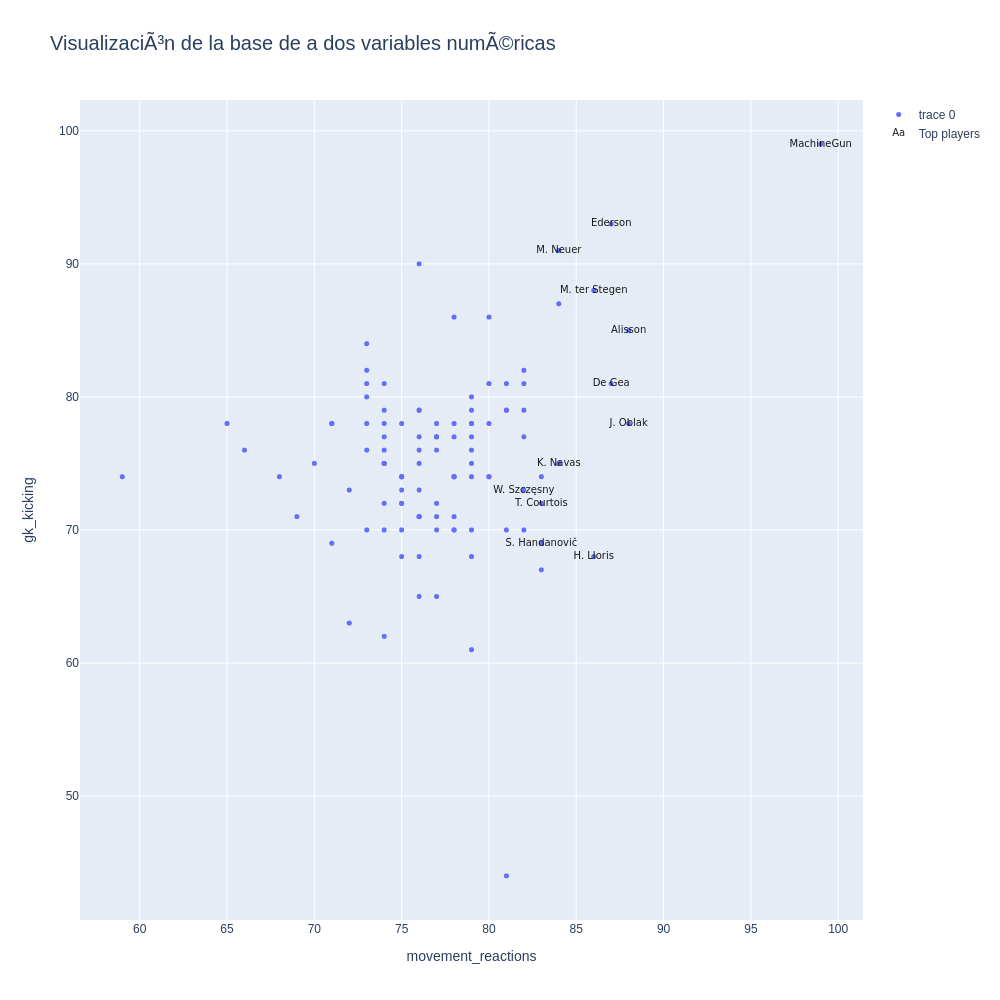 VisualizaciÃ³n de la base de a dos variables numÃ©ricas
trace 0
Aa Top players
100
90
80
70
60
50
gk_kicking
MachineGun
Ederson
M. Neuer
M. ter Stegen
Alisson
De Gea
J. Oblak
K. Navas
W. Szczęsny
T. Courtois
S. Handanovič
H. Lloris
60 65 70 75 80 85 90 95 100
movement_reactions